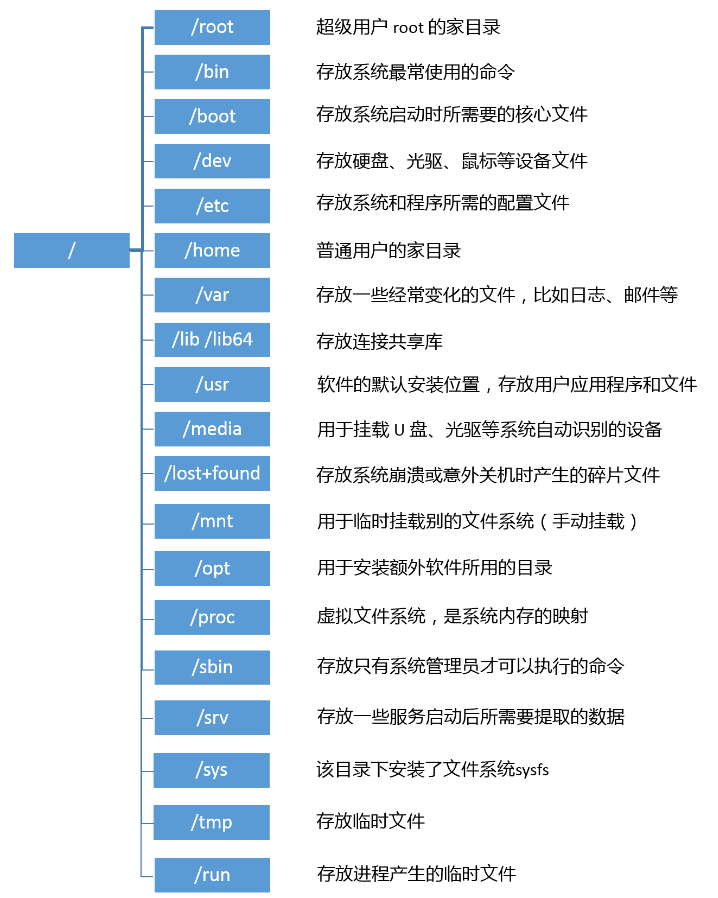 /root 超级用户 root 的家目录
/bin 存放系统最常使用的命令
/boot 存放系统启动时所需要的核心文件
/dev 存放硬盘、光驱、鼠标等设备文件
/etc 存放系统和程序所需的配置文件
/ /home 普通用户的家目录
/var 存放一些经常变化的文件，比如日志、邮件等
/lib /lib64 存放连接共享库
/usr 软件的默认安装位置，存放用户应用程序和文件
/media 用于挂载 U 盘、光驱等系统自动识别的设备
/lost+found 存放系统崩溃或意外关机时产生的碎片文件
/mnt 用于临时挂载别的文件系统（手动挂载）
/opt 用于安装额外软件所用的目录
/proc 虚拟文件系统，是系统内存的映射
/sbin 存放只有系统管理员才可以执行的命令
/srv 存放一些服务启动后所需要提取的数据
/sys 该目录下安装了文件系统sysfs
/tmp 存放临时文件
/run 存放进程产生的临时文件